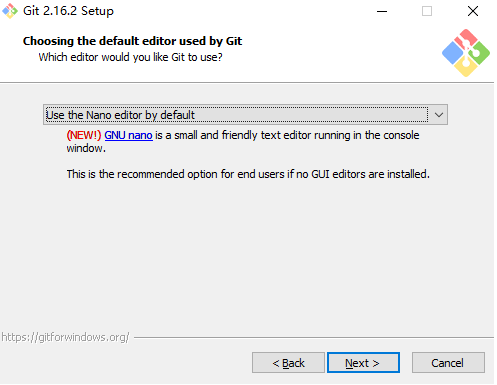 Git 2.16.2 Setup
Choosing the default editor used by Git
Which editor would you like Git to use?
Use the Nano editor by default
(NEW!) GNU nano is a small and friendly text editor running in the console
window.
This is the recommended option for end users if no GUI editors are installed.
https://gitforwindows.org/
< Back
Next >
Cancel